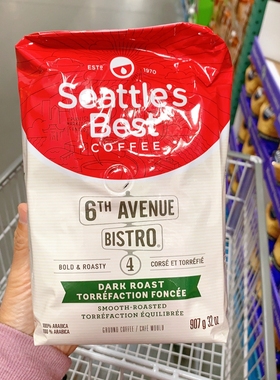 ESTD 1970
Seattle's
Best
COFFEE
6TH AVENUE
BISTRO
BOLD & ROASTY 4 CORSÉ ET TORRÉFIÉ
DARK ROAST
TORRÉFACTION FONCÉE
SMOOTH-ROASTED
TORRÉFACTION ÉQUILIBRÉE
100% ARABICA
100 % ARABICA
GROUND COFFEE / CAFÉ MOULU
907 g 32 oz